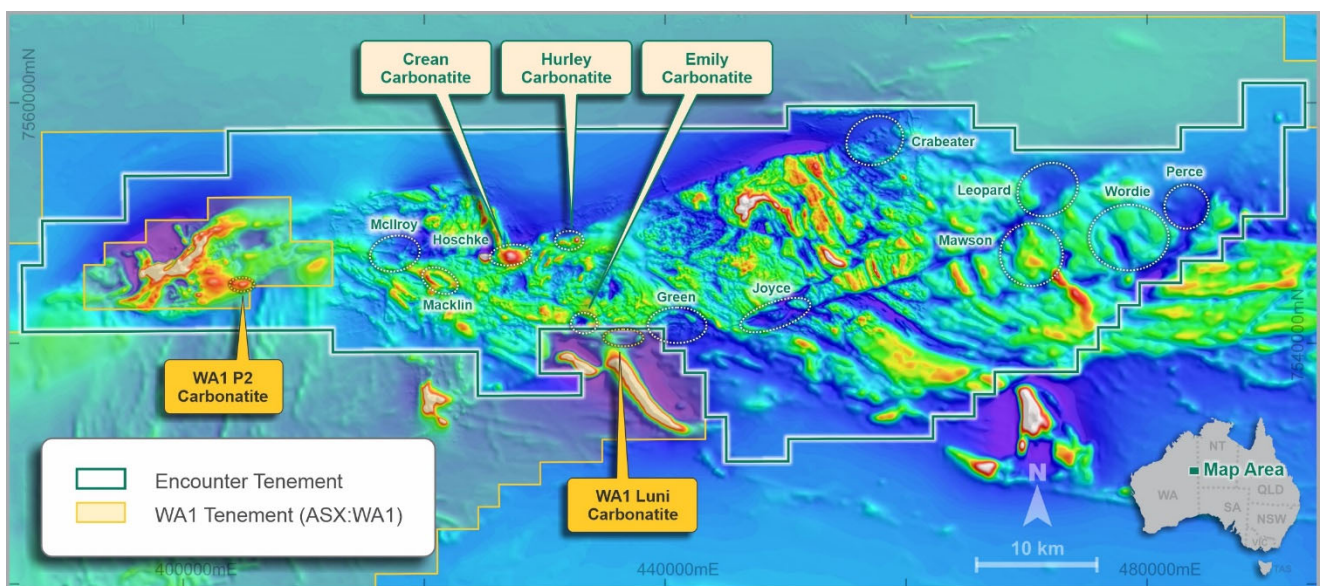 7560000mN
Crean
Carbonatite
Hurley
Carbonatite
Emily
Carbonatite
Crabeater
Leopard
Wordie
Perce
McIlroy
Hoschke
Mawson
Macklin
Green
Joyce
7540000mN
WA1 P2
Carbonatite
WA1 Luni
Carbonatite
Encounter Tenement
WA1 Tenement (ASX:WA1)
N
10 km
NT
Map Area
WA
QLD
SA
NSW
VIC
TAS
400000mE
440000mE
480000mE